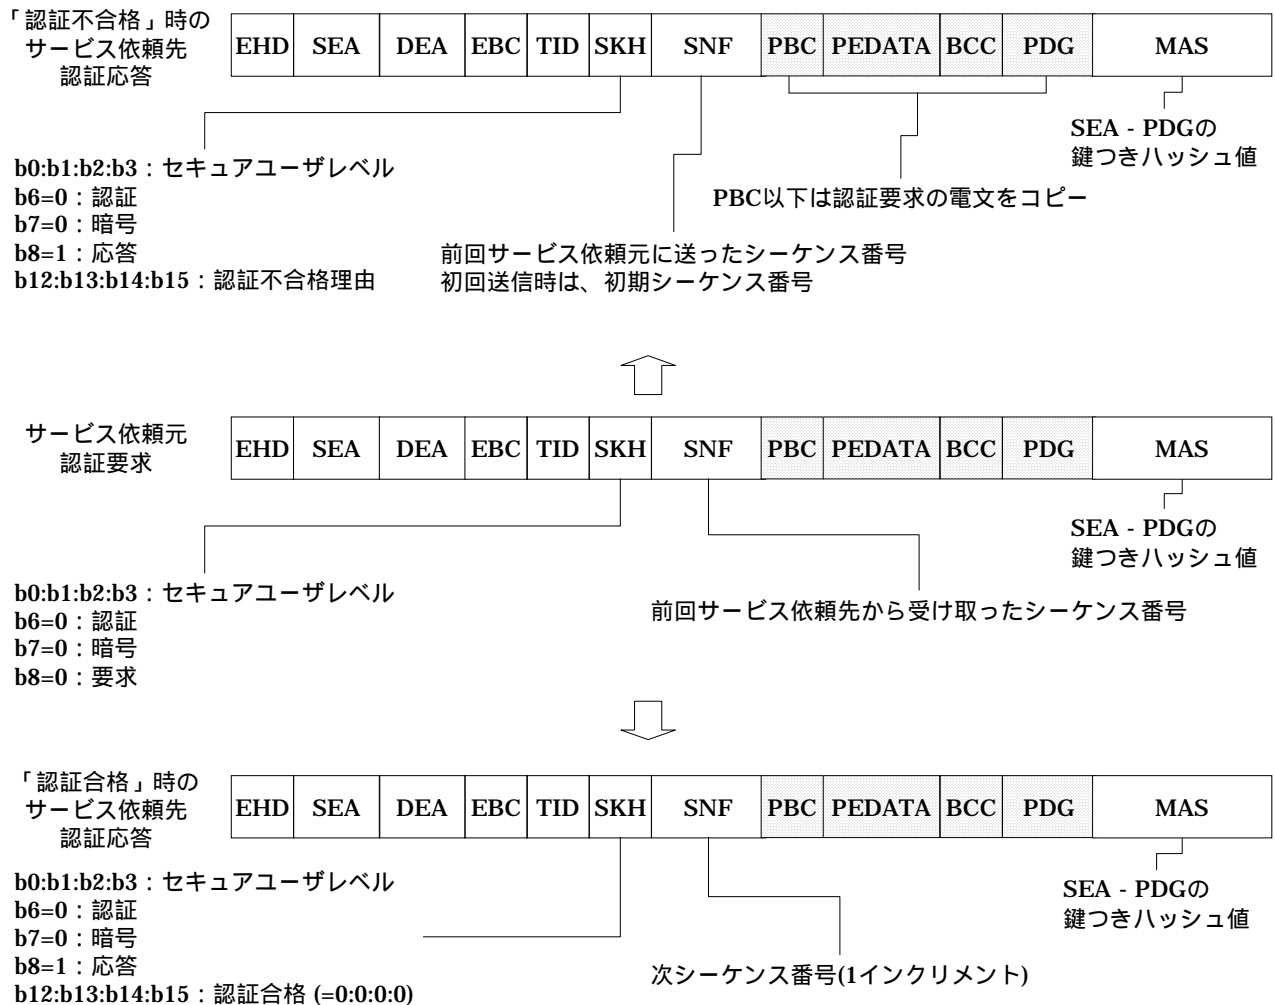 「認証不合格」時の
サービス依頼先
認証応答
EHD SEA DEA EBC TID SKH SNF PBC PEDATA BCC PDG MAS
SEA - PDGの
鍵つきハッシュ値
b0:b1:b2:b3：セキュアユーザレベル
b6=0：認証
b7=0：暗号
b8=1：応答
b12:b13:b14:b15：認証不合格理由
PBC以下は認証要求の電文をコピー
前回サービス依頼元に送ったシーケンス番号
初回送信時は、初期シーケンス番号
サービス依頼元
認証要求
EHD SEA DEA EBC TID SKH SNF PBC PEDATA BCC PDG MAS
SEA - PDGの
鍵つきハッシュ値
b0:b1:b2:b3：セキュアユーザレベル
b6=0：認証
b7=0：暗号
b8=0：要求
前回サービス依頼先から受け取ったシーケンス番号
「認証合格」時の
サービス依頼先
認証応答
EHD SEA DEA EBC TID SKH SNF PBC PEDATA BCC PDG MAS
SEA - PDGの
鍵つきハッシュ値
b0:b1:b2:b3：セキュアユーザレベル
b6=0：認証
b7=0：暗号
b8=1：応答
b12:b13:b14:b15：認証合格 (=0:0:0:0)
次シーケンス番号(1インクリメント)